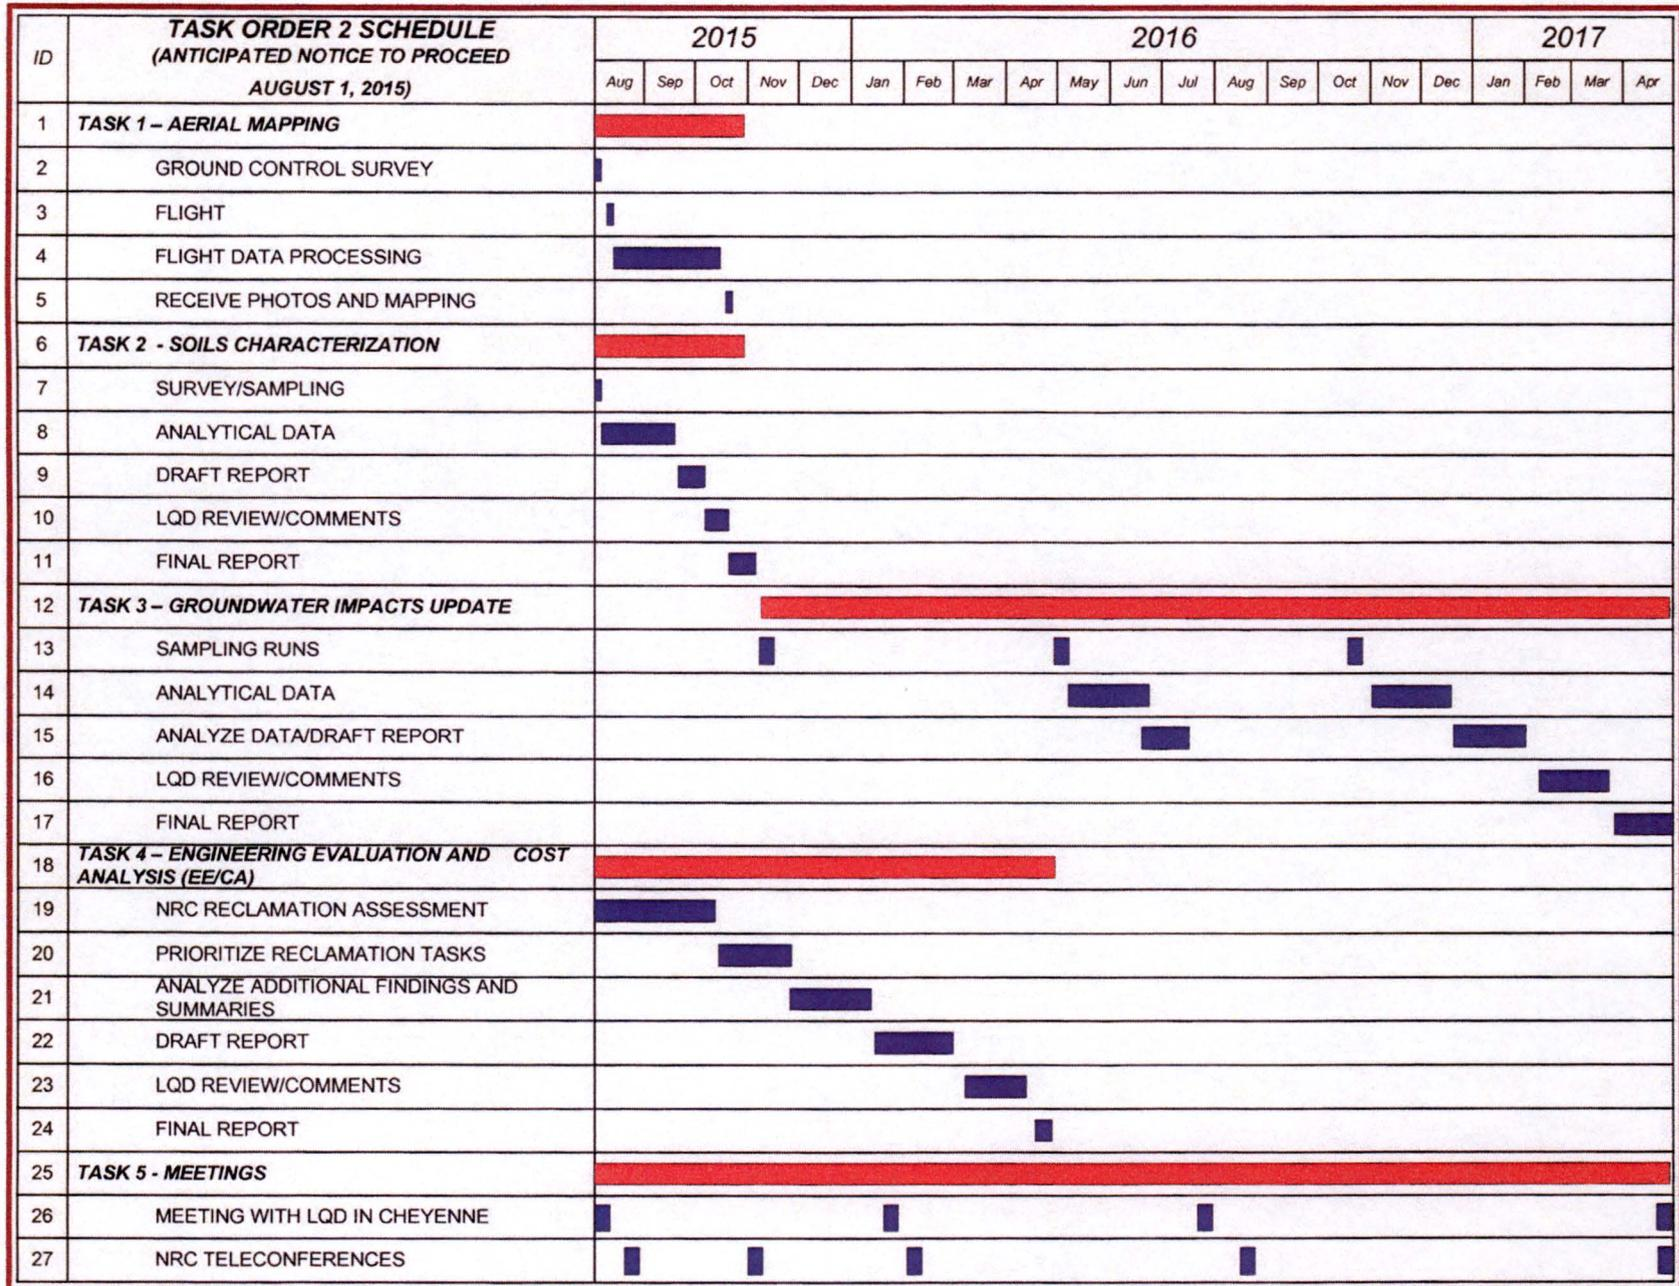 ID
TASK ORDER 2 SCHEDULE
(ANTICIPATED NOTICE TO PROCEED
AUGUST 1, 2015)
2015 2016 2017
Aug Sep Oct Nov Dec Jan Feb Mar Apr May Jun Jul Aug Sep Oct Nov Dec Jan Feb Mar Apr
1 TASK 1 – AERIAL MAPPING
2 GROUND CONTROL SURVEY
3 FLIGHT
4 FLIGHT DATA PROCESSING
5 RECEIVE PHOTOS AND MAPPING
6 TASK 2 - SOILS CHARACTERIZATION
7 SURVEY/SAMPLING
8 ANALYTICAL DATA
9 DRAFT REPORT
10 LQD REVIEW/COMMENTS
11 FINAL REPORT
12 TASK 3 – GROUNDWATER IMPACTS UPDATE
13 SAMPLING RUNS
14 ANALYTICAL DATA
15 ANALYZE DATA/DRAFT REPORT
16 LQD REVIEW/COMMENTS
17 FINAL REPORT
18 TASK 4 – ENGINEERING EVALUATION AND COST
ANALYSIS (EE/CA)
19 NRC RECLAMATION ASSESSMENT
20 PRIORITIZE RECLAMATION TASKS
21 ANALYZE ADDITIONAL FINDINGS AND
SUMMARIES
22 DRAFT REPORT
23 LQD REVIEW/COMMENTS
24 FINAL REPORT
25 TASK 5 - MEETINGS
26 MEETING WITH LQD IN CHEYENNE
27 NRC TELECONFERENCES